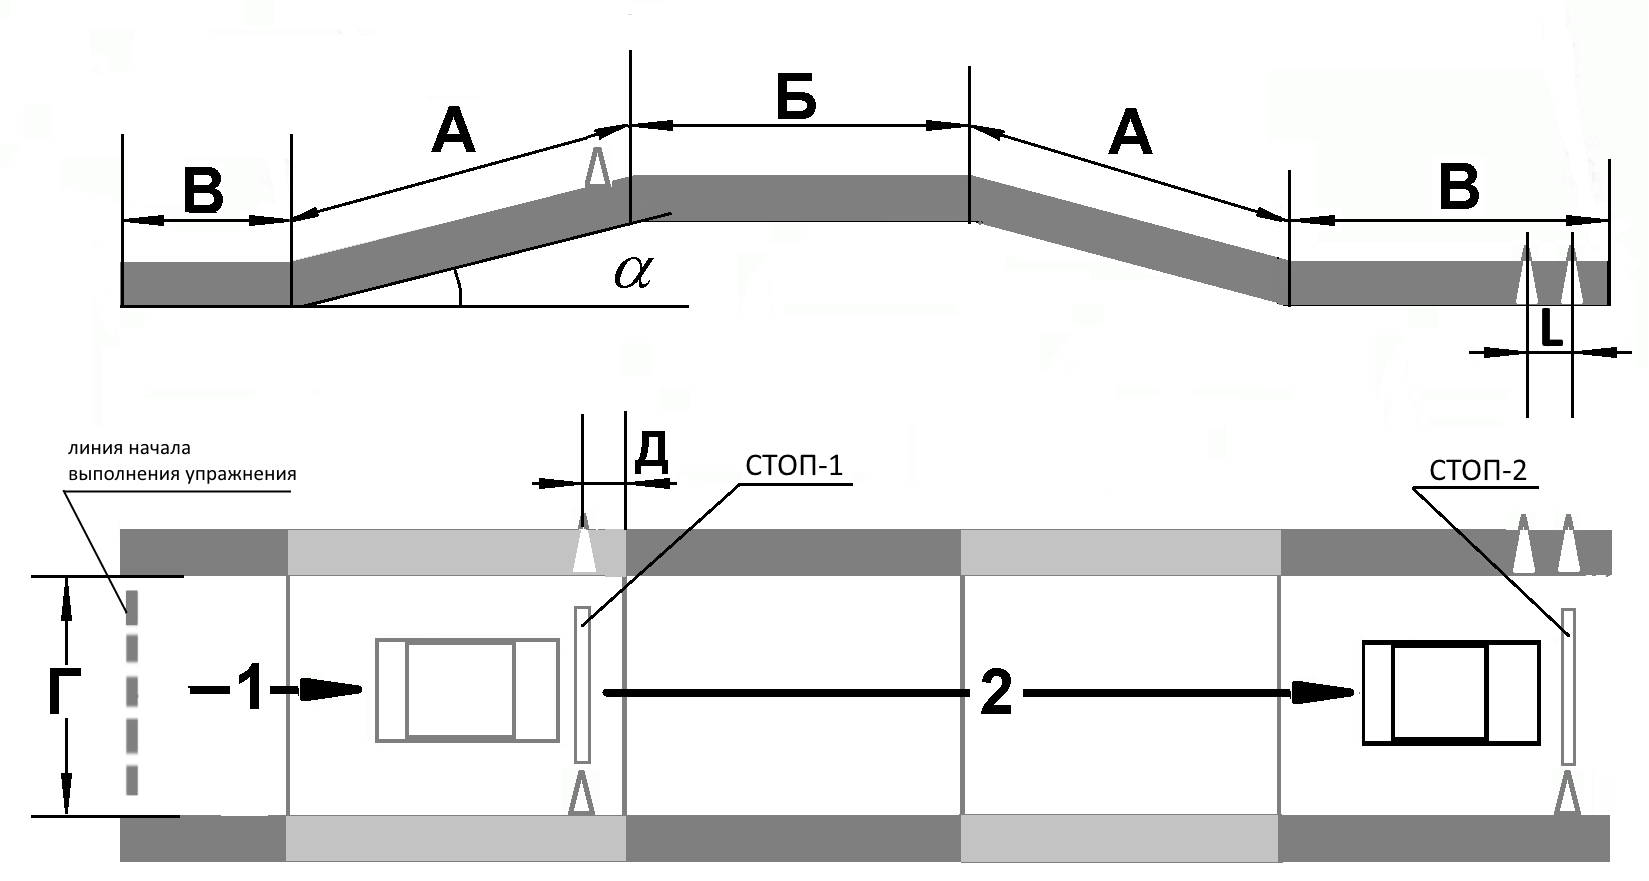 Б
А
А
В
В
α
L
линия начала
выполнения упражнения
Д
СТОП-1
СТОП-2
Г
1
2